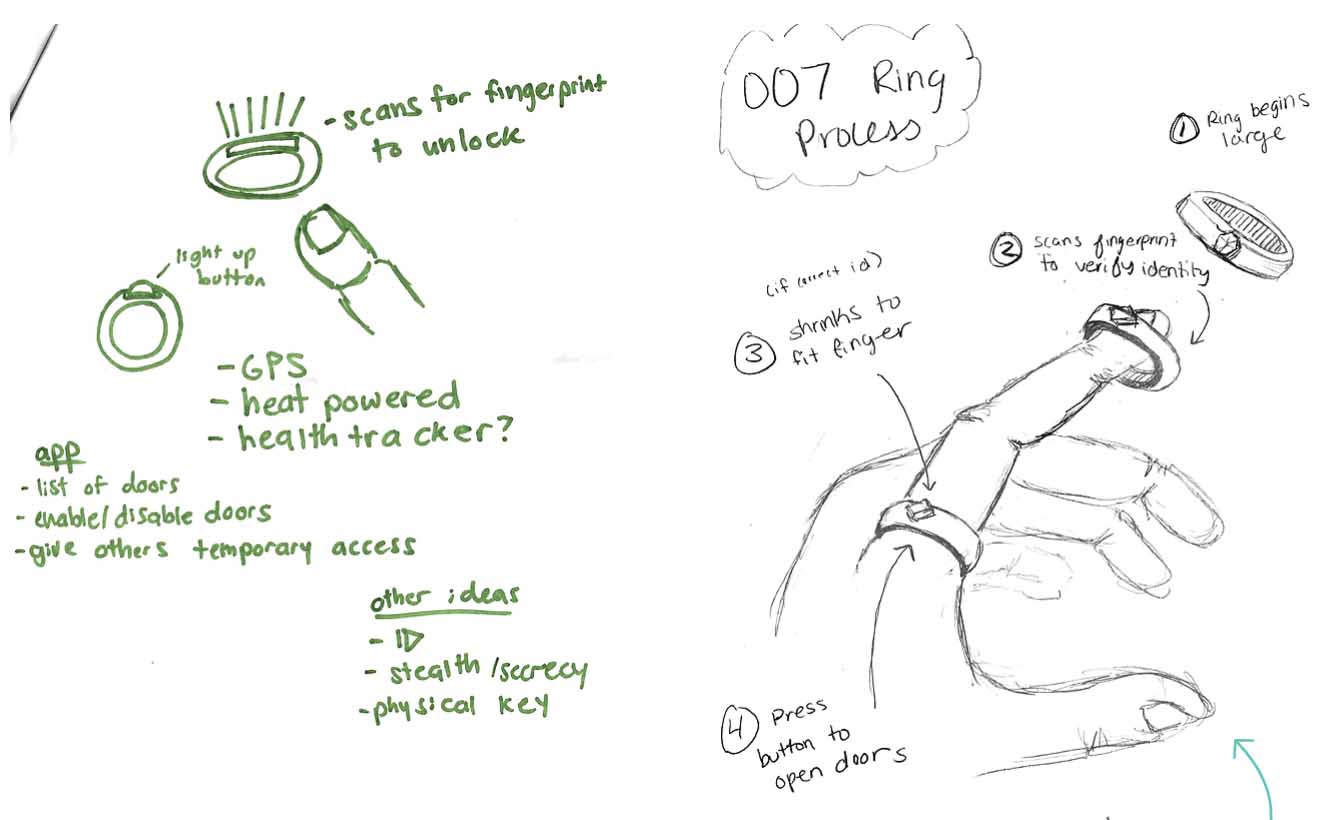 - scans for fingerprint
to unlock
light up
button
- GPS
- heat powered
- health tracker?
app
- list of doors
- enable/disable doors
- give others temporary access
other ideas
- ID
- stealth/secrecy
- physical key
007 Ring
Process
1 Ring begins
large
2 scans fingerprint
to verify identity
(if correct id)
3 shrinks to
fit finger
4 Press
button to
open doors